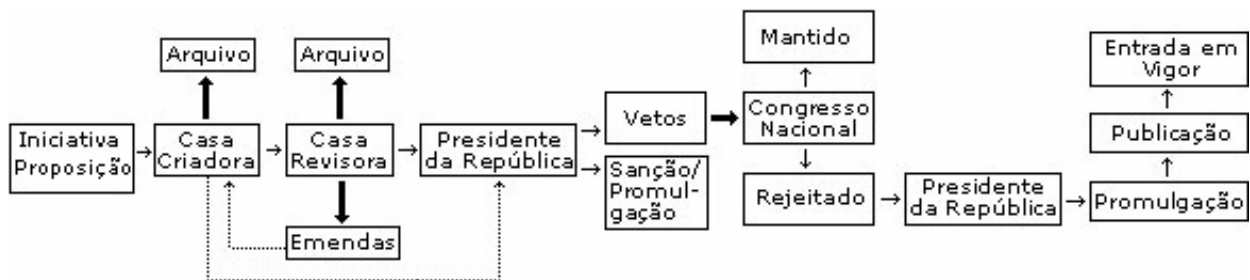 Iniciativa
Proposição
Arquivo
Casa
Criadora
Arquivo
Casa
Revisora
Emendas
Presidente
da República
Vetos
Sanção/
Promul-
gação
Mantido
Congresso
Nacional
Rejeitado
Presidente
da República
Promulgação
Publicação
Entrada em
Vigor